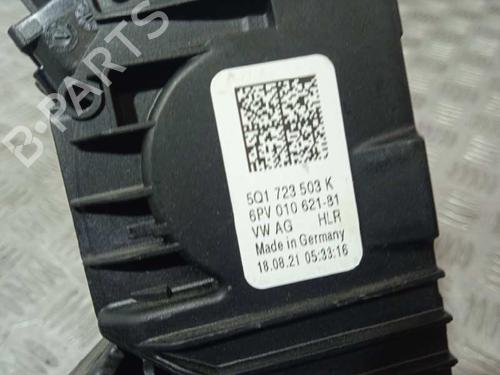 B-PARTS
5Q1 723 503 K
6PV 010 621-81
VW AG HLR
Made in Germany
18.08.21 05:33:16